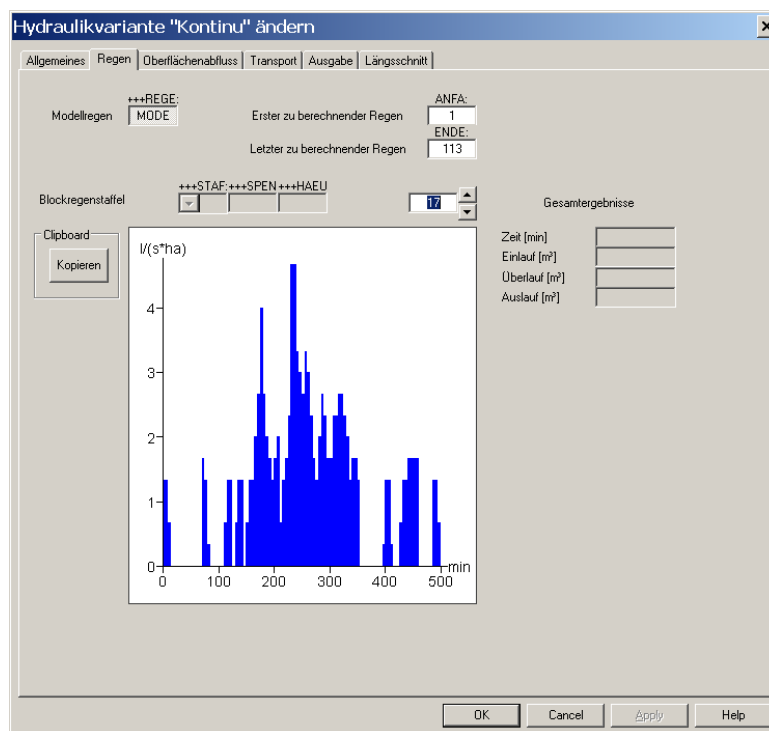 Hydraulikvariante "Kontinu" ändern
Allgemeines Regen Oberflächenabfluss Transport Ausgabe Längsschnitt
+++REGE: ANFA:
Modellregen MODE Erster zu berechnender Regen 1
ENDE:
Letzter zu berechnender Regen 113
+++STAF: +++SPEN +++HAEU
Blockregenstaffel 17 Gesamtergebnisse
Clipboard
Kopieren
l/(s*ha)
4
3
2
1
0
0 100 200 300 400 500 min
Zeit [min]
Einlauf [m³]
Überlauf [m³]
Auslauf [m³]
OK Cancel Apply Help